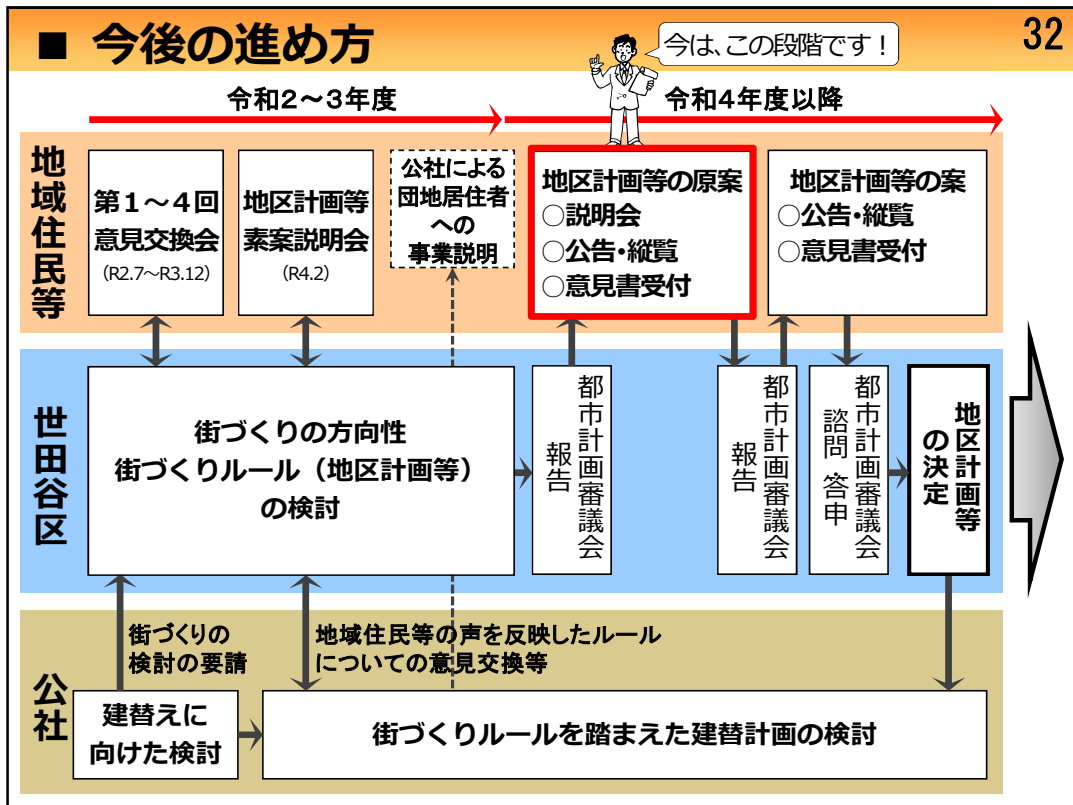 ■ 今後の進め方
32
今は、この段階です！
令和２～３年度
令和４年度以降
地域住民等
第１～４回
意見交換会
(R2.7～R3.12)
地区計画等
素案説明会
(R4.2)
公社による
団地居住者
への
事業説明
地区計画等の原案
○説明会
○公告・縦覧
○意見書受付
地区計画等の案
○公告・縦覧
○意見書受付
世田谷区
街づくりの方向性
街づくりルール（地区計画等）
の検討
都市計画審議会
報告
都市計画審議会
報告
都市計画審議会
諮問・答申
地区計画等
の決定
公社
街づくりの
検討の要請
地域住民等の声を反映したルール
についての意見交換等
建替えに
向けた検討
街づくりルールを踏まえた建替計画の検討